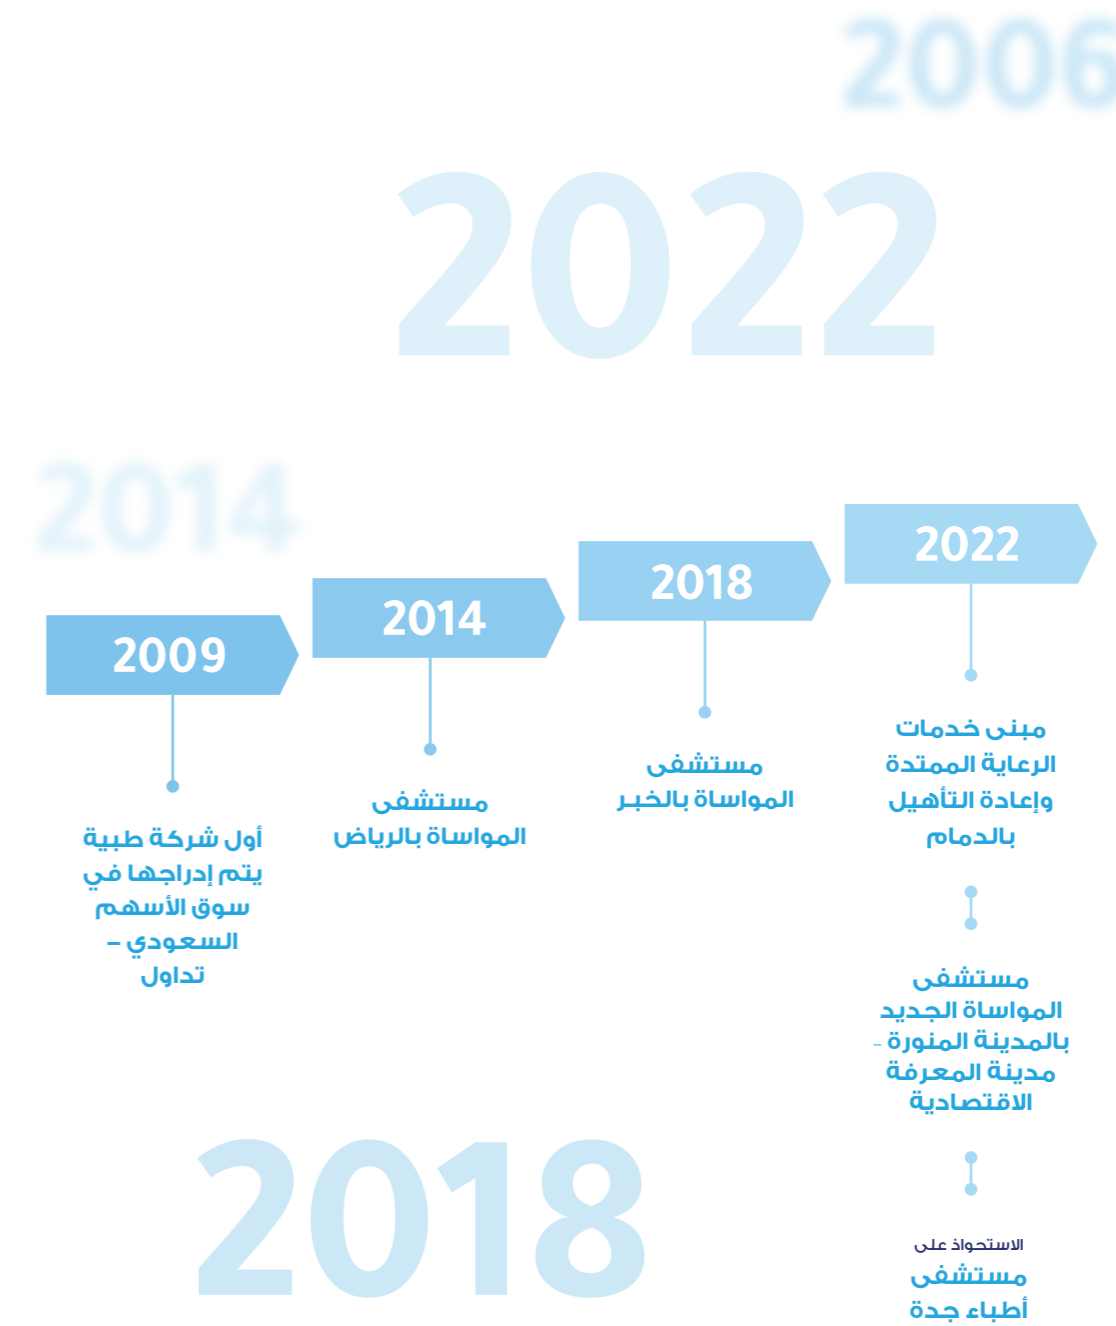 2006
2022
2014
2009
أول شركة طبية
يتم إدراجها في
سوق الأسهم
السعودي –
تداول
2014
مستشفى
المواساة بالرياض
2018
مستشفى
المواساة بالخبر
2022
مبنى خدمات
الرعاية الممتدة
وإعادة التأهيل
بالدمام
مستشفى
المواساة الجديد
بالمدينة المنورة –
مدينة المعرفة
الاقتصادية
الاستحواذ على
مستشفى
أطباء جدة
2018